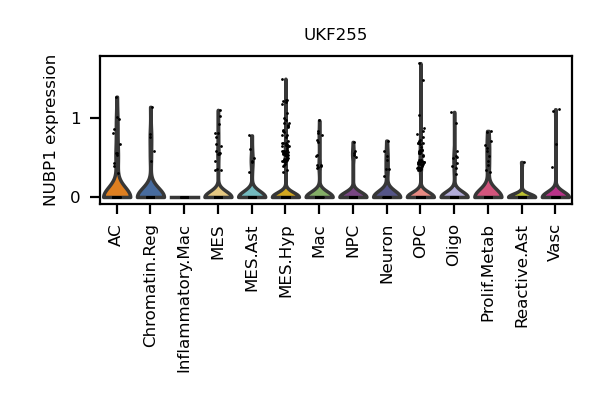 UKF255
NUBP1 expression
1
0
AC
Chromatin.Reg
Inflammatory.Mac
MES
MES.Ast
MES.Hyp
Mac
NPC
Neuron
OPC
Oligo
Prolif.Metab
Reactive.Ast
Vasc